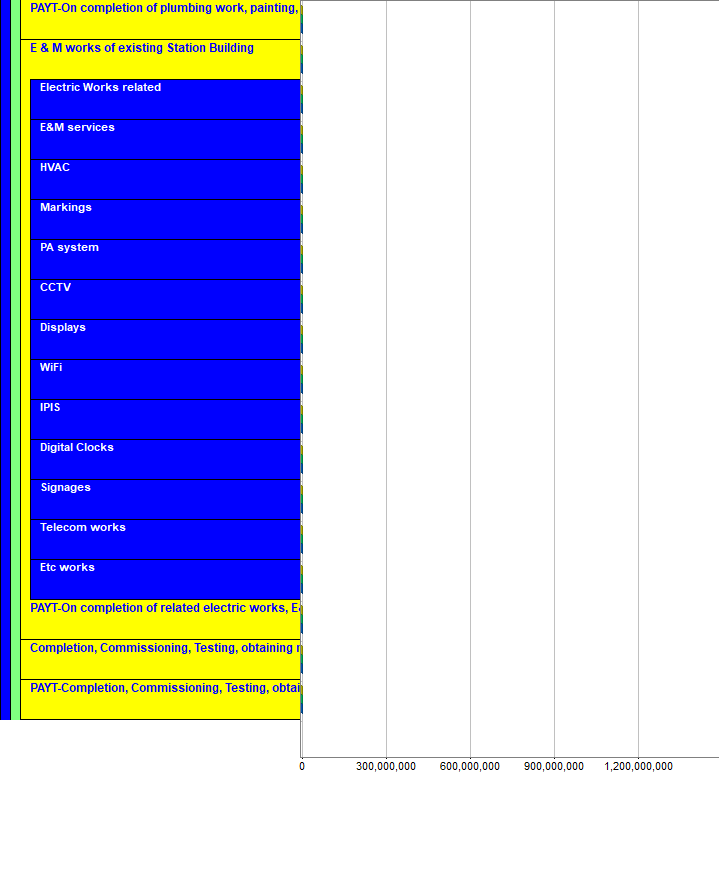 PAYT-On completion of plumbing work, painting,
E & M works of existing Station Building
Electric Works related
E&M services
HVAC
Markings
PA system
CCTV
Displays
WiFi
IPIS
Digital Clocks
Signages
Telecom works
Etc works
PAYT-On completion of related electric works, E
Completion, Commissioning, Testing, obtaining
PAYT-Completion, Commissioning, Testing, obtai
0 300,000,000 600,000,000 900,000,000 1,200,000,000